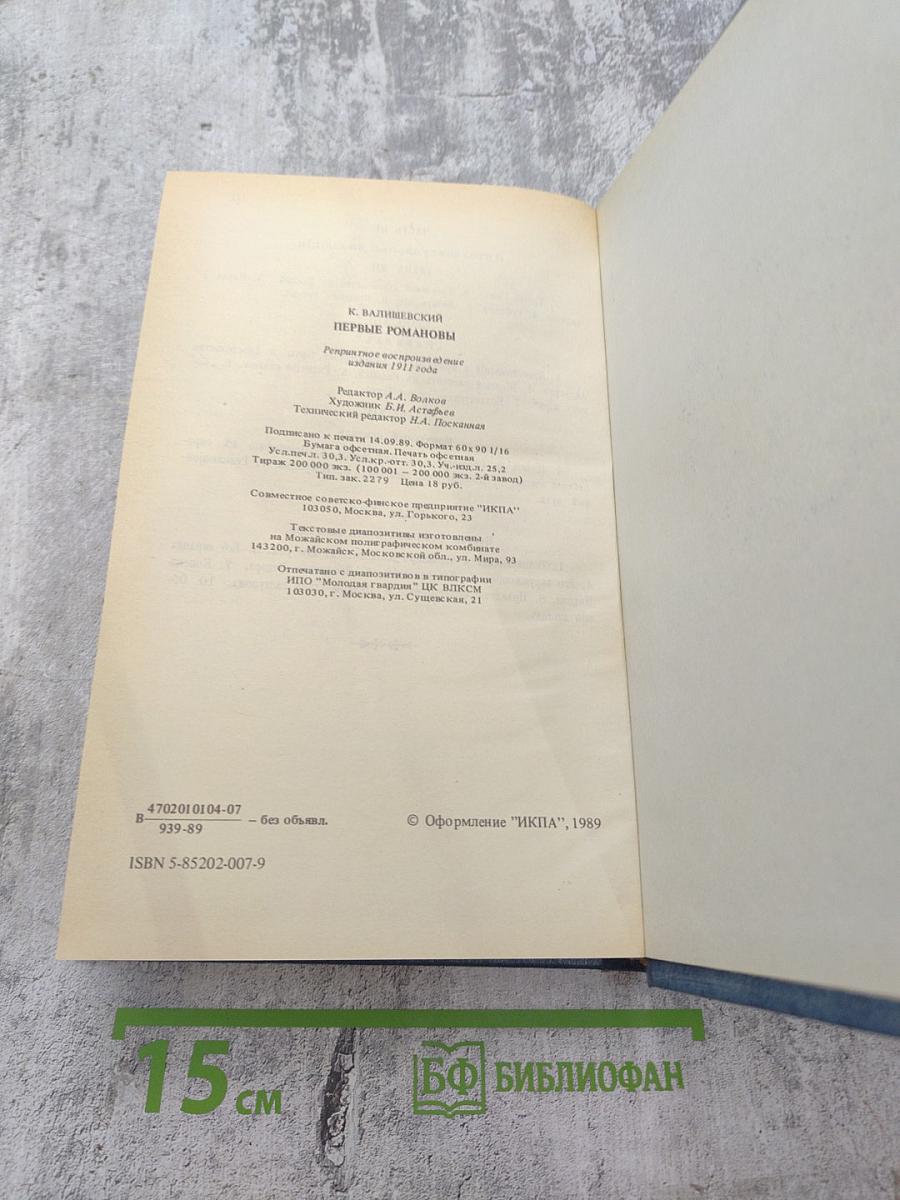 К. ВАЛИШЕВСКИЙ
ПЕРВЫЕ РОМАНОВЫ
Репринтное воспроизведение
издания 1911 года
Редактор А.А. Волков
Художник Б.И. Астафьев
Технический редактор Н.А. Посканная
Подписано к печати 14.09.89. Формат 60х90 1/16
Бумага офсетная. Печать офсетная
Усл.печ.л. 30,3. Усл.кр.-отт. 30,3. Уч.-изд.л. 25,2
Тираж 200 000 экз. (100 001 – 200 000 экз. 2-й завод)
Тип. зак. 2279 Цена 18 руб.
Совместное советско-финское предприятие "ИКПА"
103050, Москва, ул. Горького, 23
Текстовые диапозитивы изготовлены
на Можайском полиграфическом комбинате
143200, г. Можайск, Московской обл., ул. Мира, 93
Отпечатано с диапозитивов в типографии
ИПО "Молодая гвардия" ЦК ВЛКСМ
103030, г. Москва, ул. Сущевская, 21
В 4702010104-07
939-89 – без объявл.
© Оформление "ИКПА", 1989
ISBN 5-85202-007-9
15 см
БФ БИБЛИОФАН